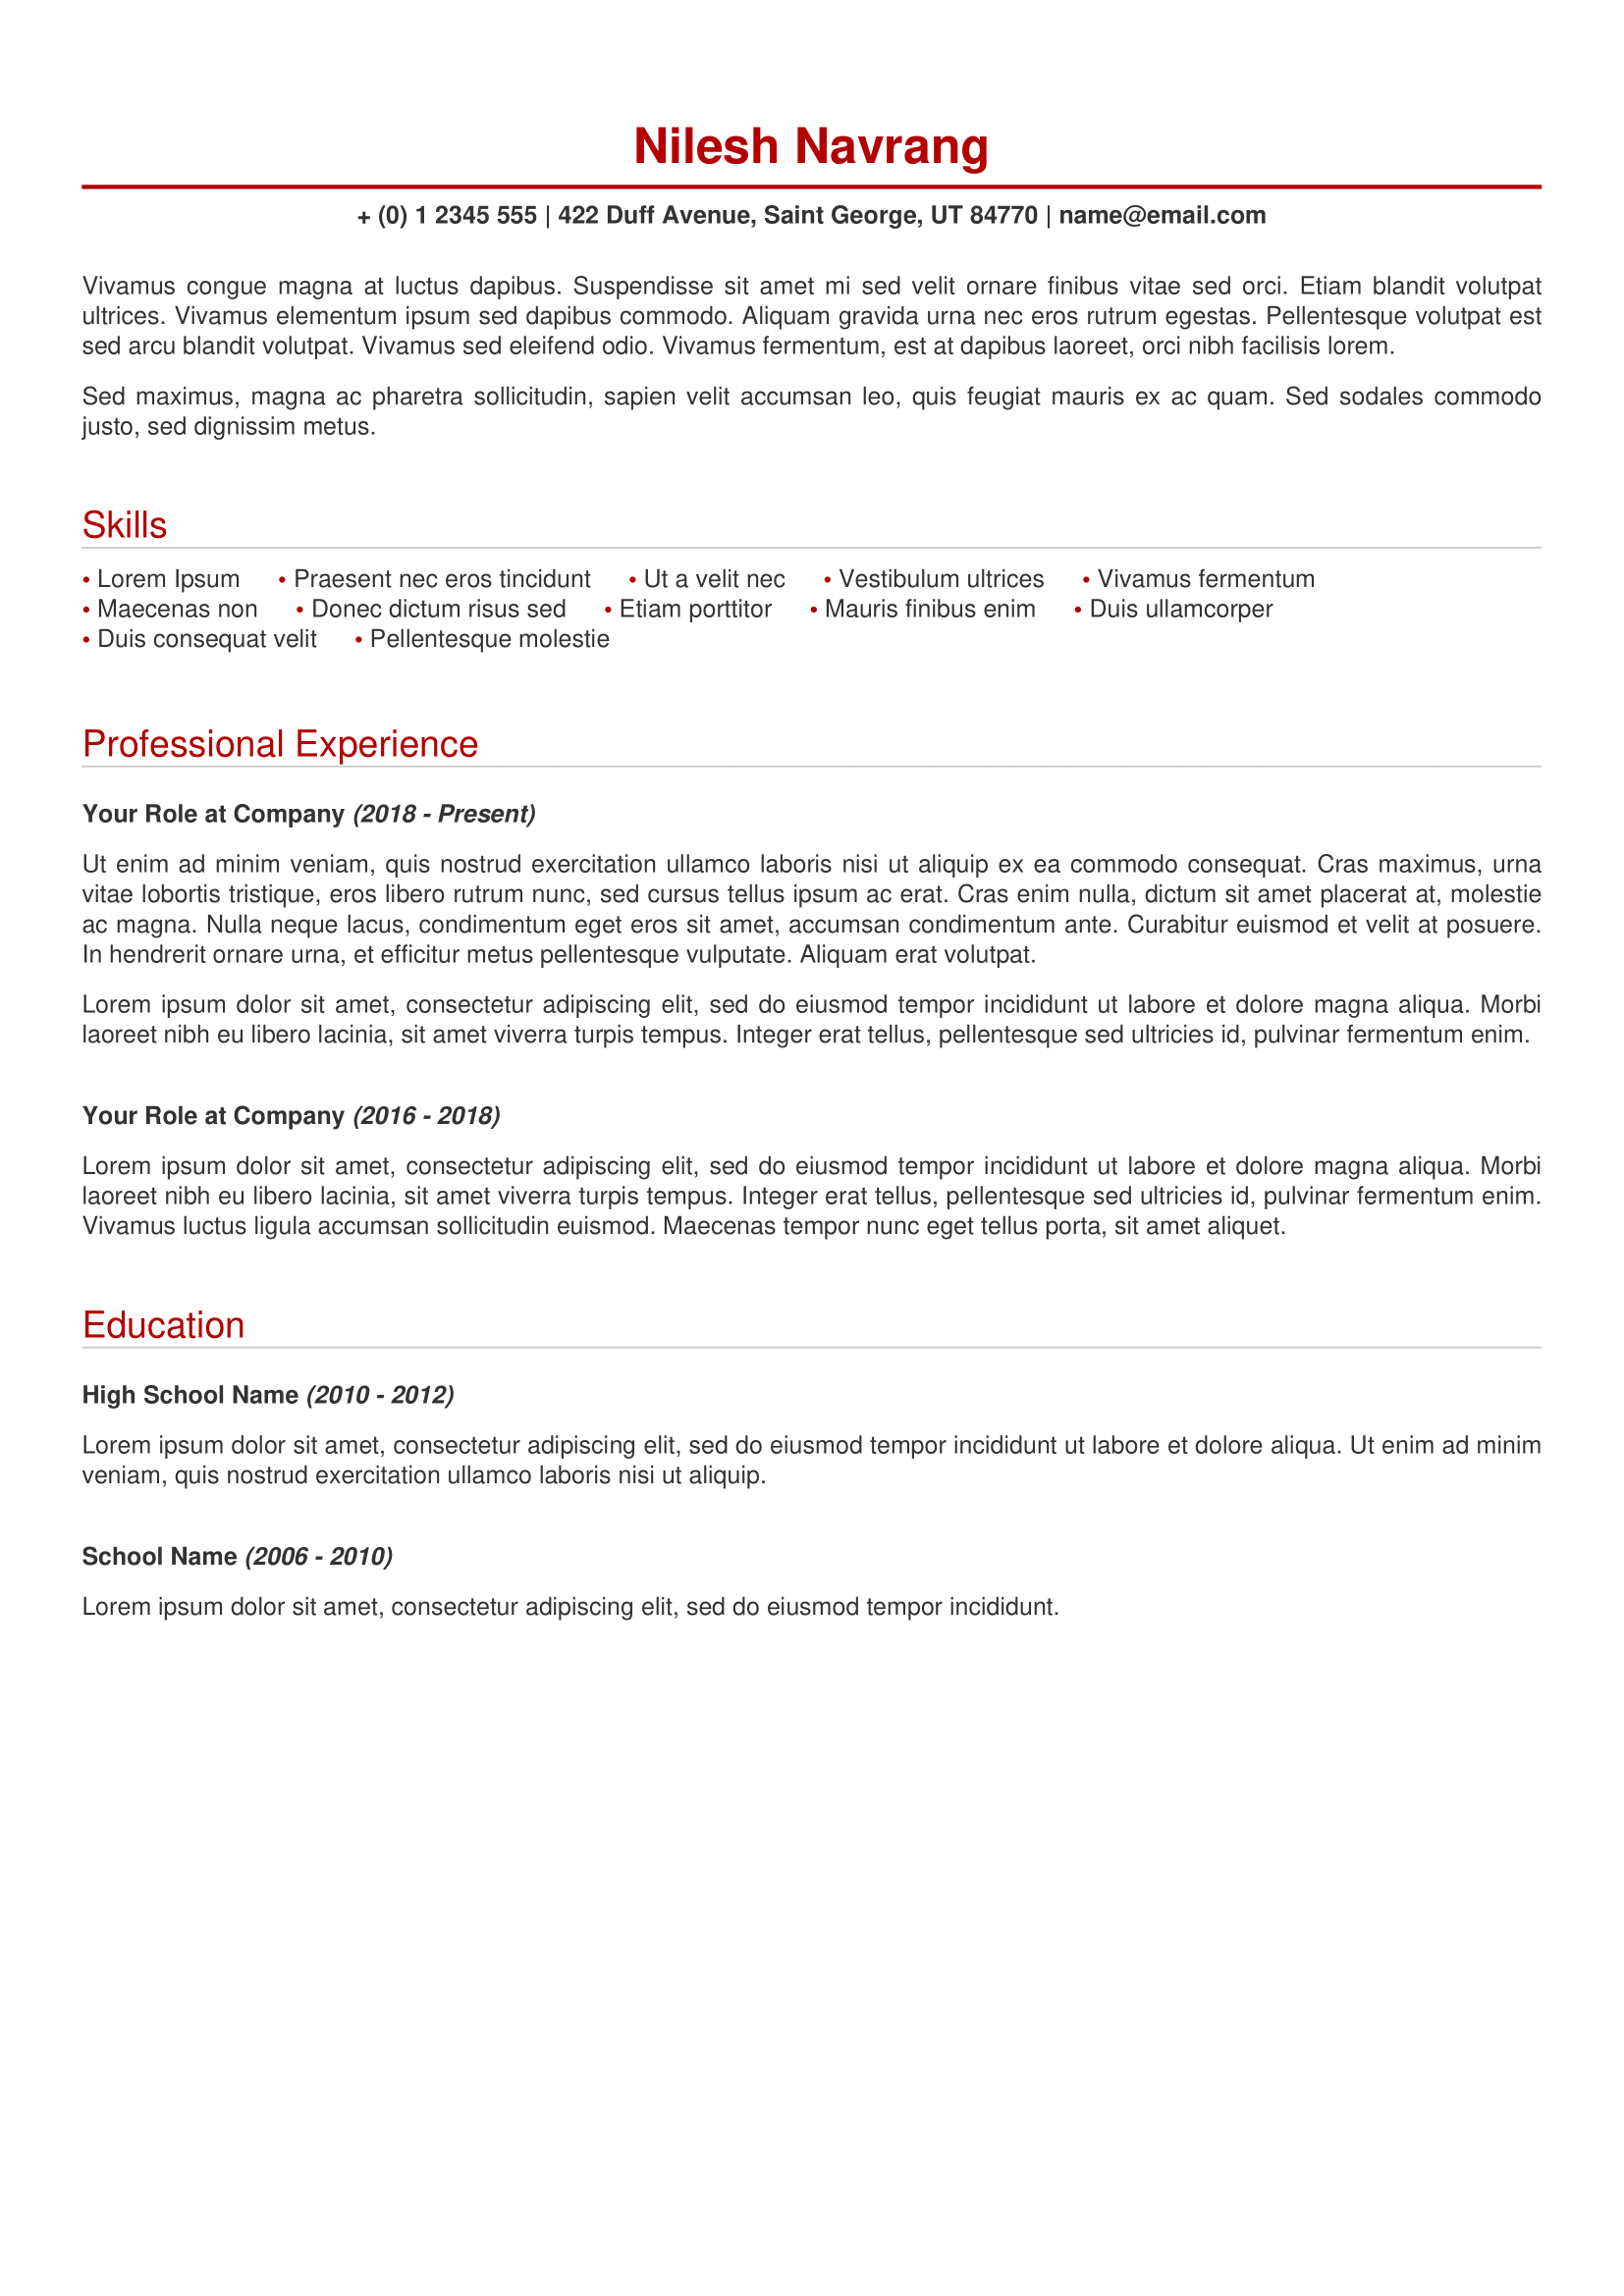 Nilesh Navrang
+ (0) 1 2345 555 | 422 Duff Avenue, Saint George, UT 84770 | name@email.com
Vivamus congue magna at luctus dapibus. Suspendisse sit amet mi sed velit ornare finibus vitae sed orci. Etiam blandit volutpat
ultrices. Vivamus elementum ipsum sed dapibus commodo. Aliquam gravida urna nec eros rutrum egestas. Pellentesque volutpat est
sed arcu blandit volutpat. Vivamus sed eleifend odio. Vivamus fermentum, est at dapibus laoreet, orci nibh facilisis lorem.
Sed maximus, magna ac pharetra sollicitudin, sapien velit accumsan leo, quis feugiat mauris ex ac quam. Sed sodales commodo
justo, sed dignissim metus.
Skills
• Lorem Ipsum • Praesent nec eros tincidunt • Ut a velit nec • Vestibulum ultrices • Vivamus fermentum
• Maecenas non • Donec dictum risus sed • Etiam porttitor • Mauris finibus enim • Duis ullamcorper
• Duis consequat velit • Pellentesque molestie
Professional Experience
Your Role at Company (2018 - Present)
Ut enim ad minim veniam, quis nostrud exercitation ullamco laboris nisi ut aliquip ex ea commodo consequat. Cras maximus, urna
vitae lobortis tristique, eros libero rutrum nunc, sed cursus tellus ipsum ac erat. Cras enim nulla, dictum sit amet placerat at, molestie
ac magna. Nulla neque lacus, condimentum eget eros sit amet, accumsan condimentum ante. Curabitur euismod et velit at posuere.
In hendrerit ornare urna, et efficitur metus pellentesque vulputate. Aliquam erat volutpat.
Lorem ipsum dolor sit amet, consectetur adipiscing elit, sed do eiusmod tempor incididunt ut labore et dolore magna aliqua. Morbi
laoreet nibh eu libero lacinia, sit amet viverra turpis tempus. Integer erat tellus, pellentesque sed ultricies id, pulvinar fermentum enim.
Your Role at Company (2016 - 2018)
Lorem ipsum dolor sit amet, consectetur adipiscing elit, sed do eiusmod tempor incididunt ut labore et dolore magna aliqua. Morbi
laoreet nibh eu libero lacinia, sit amet viverra turpis tempus. Integer erat tellus, pellentesque sed ultricies id, pulvinar fermentum enim.
Vivamus luctus ligula accumsan sollicitudin euismod. Maecenas tempor nunc eget tellus porta, sit amet aliquet.
Education
High School Name (2010 - 2012)
Lorem ipsum dolor sit amet, consectetur adipiscing elit, sed do eiusmod tempor incididunt ut labore et dolore aliqua. Ut enim ad minim
veniam, quis nostrud exercitation ullamco laboris nisi ut aliquip.
School Name (2006 - 2010)
Lorem ipsum dolor sit amet, consectetur adipiscing elit, sed do eiusmod tempor incididunt.